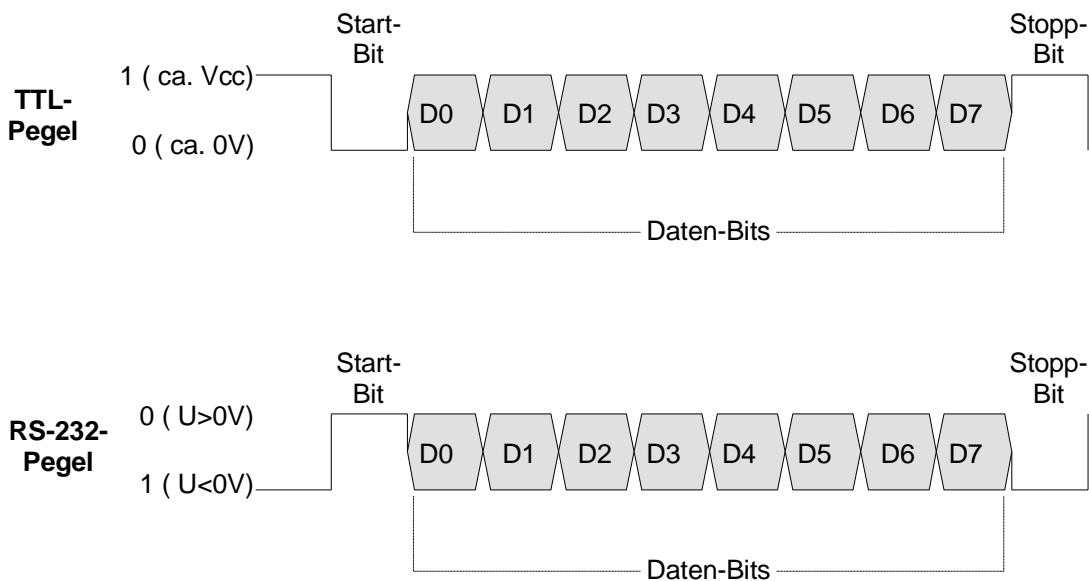 Start-
Bit
Stopp-
Bit
TTL-
Pegel
1 ( ca. Vcc)
0 ( ca. 0V)
D0 D1 D2 D3 D4 D5 D6 D7
Daten-Bits
Start-
Bit
Stopp-
Bit
RS-232-
Pegel
0 ( U>0V)
1 ( U<0V)
D0 D1 D2 D3 D4 D5 D6 D7
Daten-Bits